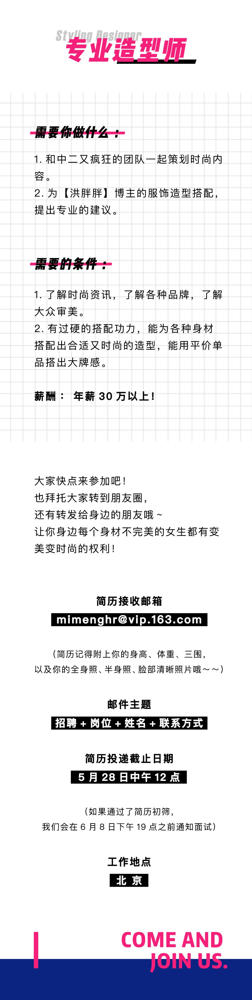 Styling Designer
专业造型师
需要你做什么：
1. 和中二又疯狂的团队一起策划时尚内
容。
2. 为【洪胖胖】博主的服饰造型搭配，
提出专业的建议。
需要的条件：
1. 了解时尚资讯，了解各种品牌，了解
大众审美。
2. 有过硬的搭配功力，能为各种身材
搭配出合适又时尚的造型，能用平价单
品搭出大牌感。
薪酬： 年薪 30 万以上！
大家快点来参加吧！
也拜托大家转到朋友圈，
还有转发给身边的朋友哦 ~
让你身边每个身材不完美的女生都有变
美变时尚的权利！
简历接收邮箱
mimenghr@vip.163.com
（简历记得附上你的身高、体重、三围，
以及你的全身照、半身照、脸部清晰照片哦～～）
邮件主题
招聘 + 岗位 + 姓名 + 联系方式
简历投递截止日期
5 月 28 日中午 12 点
（如果通过了简历初筛，
我们会在 6 月 8 日下午 19 点之前通知面试）
工作地点
北 京
COME AND
JOIN US.